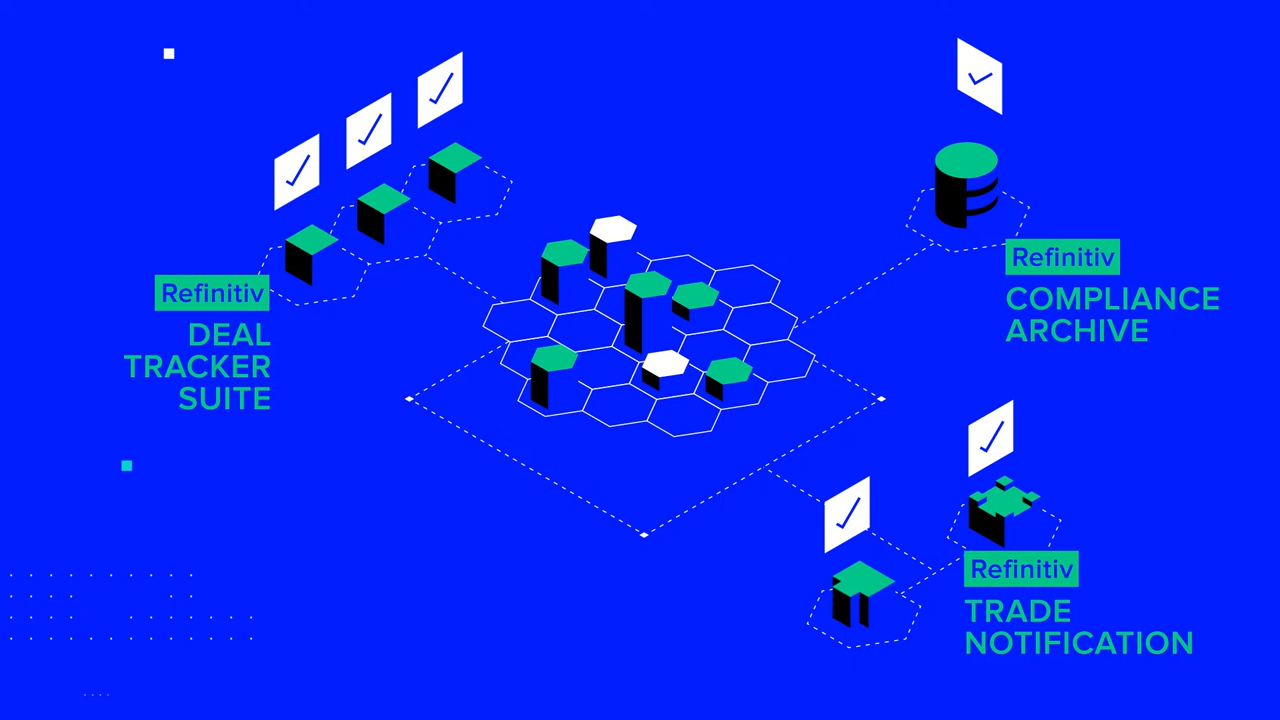 Refinitiv
DEAL
TRACKER
SUITE
Refinitiv
COMPLIANCE
ARCHIVE
Refinitiv
TRADE
NOTIFICATION